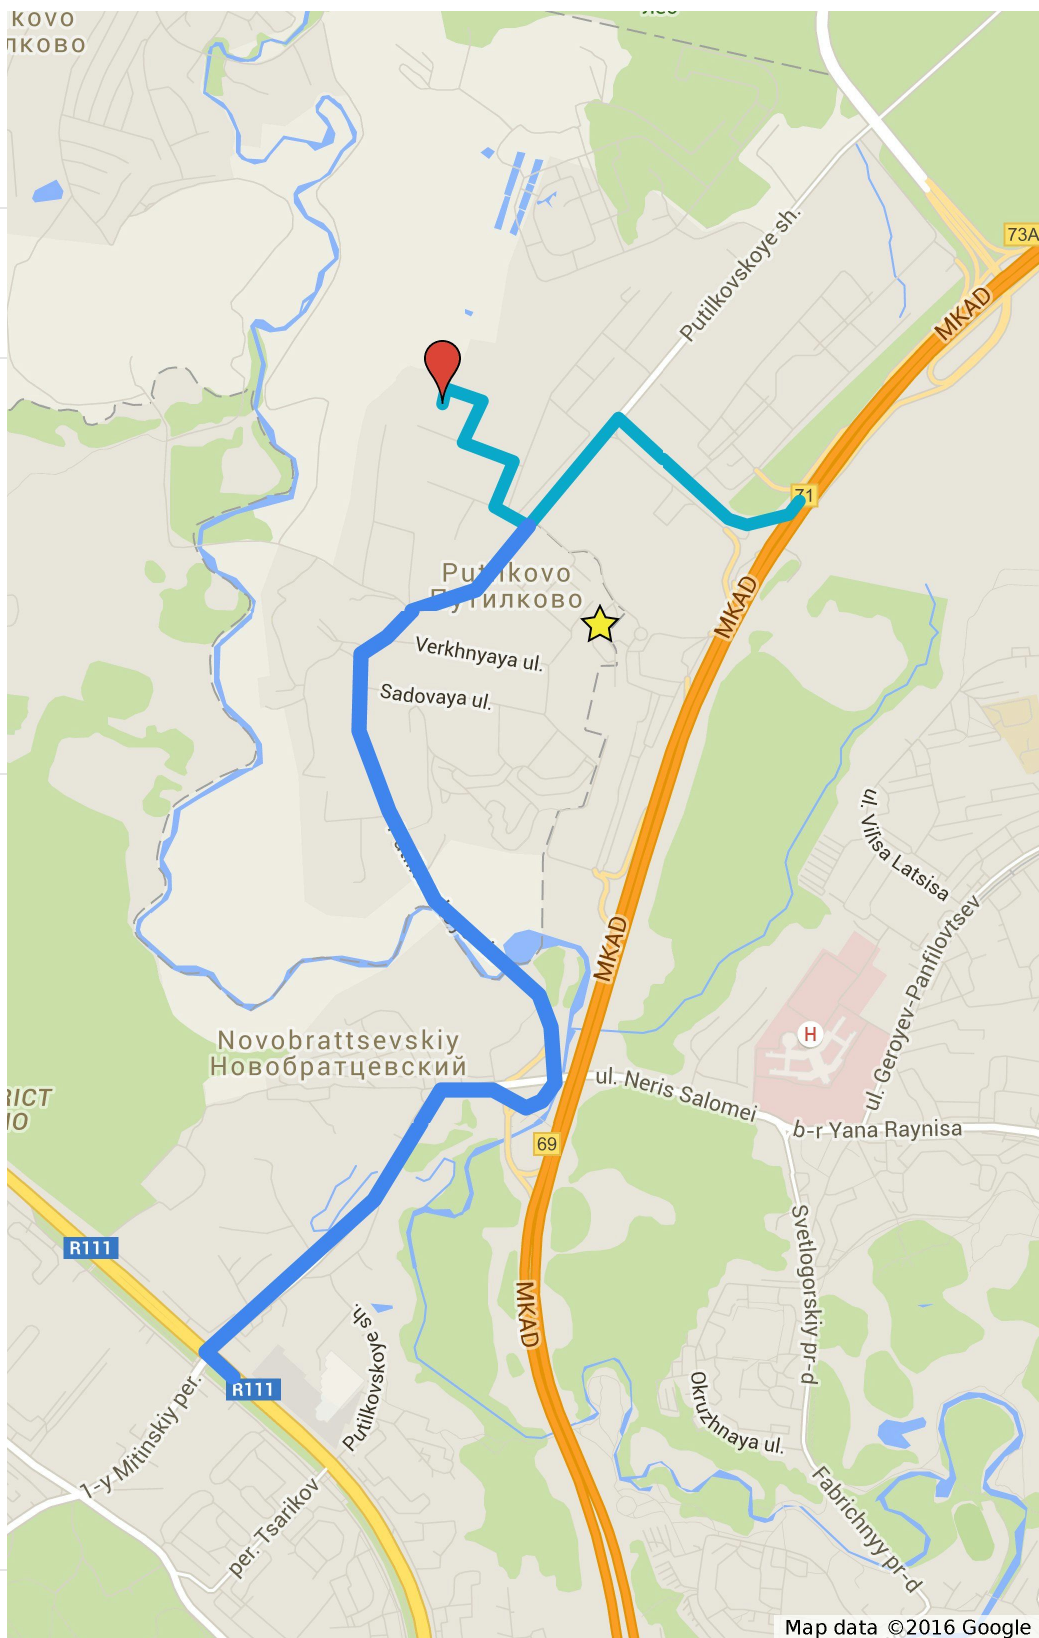 kovo
лково
73A
MKAD
Putilkovskoye sh.
71
Putilkovo
Путилково
MKAD
Verkhnyaya ul.
Sadovaya ul.
ul. Vilisa Latsisa
MKAD
ul. Geroyev-Panfilovtsev
H
Novobrattsevskiy
Новобратцевский
ul. Neris Salomei
RICT
b-r Yana Raynisa
69
R111
Svetlogorskiy pr-d
MKAD
Putilkovskoye sh.
R111
Okruzhnaya ul.
1-y Mitinskiy per.
per. Tsarikov
Fabrichnyy pr-d
Map data ©2016 Google